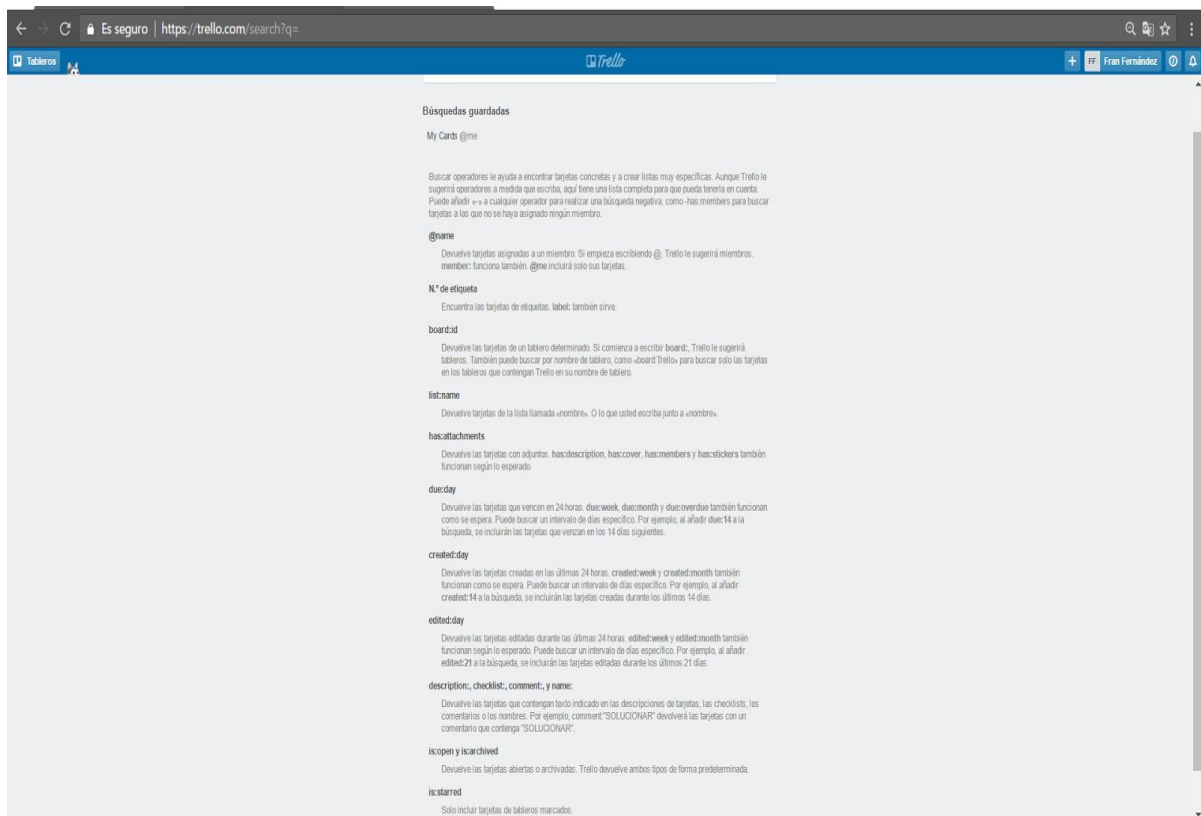 Es seguro | https://trello.com/search?q=
Tableros
Trello
+ FF Fran Fernández
Búsquedas guardadas
My Cards @me
Buscar operadores le ayuda a encontrar tarjetas concretas y a crear listas muy específicas. Aunque Trello le
sugerirá operadores a medida que escriba, aquí tiene una lista completa para que pueda tenerla en cuenta.
Puede añadir «-» a cualquier operador para realizar una búsqueda negativa, como -has:members para buscar
tarjetas a las que no se haya asignado ningún miembro.
@name
Devuelve tarjetas asignadas a un miembro. Si empieza escribiendo @, Trello le sugerirá miembros.
member: funciona también. @me incluirá solo sus tarjetas.
N.º de etiqueta
Encuentra las tarjetas de etiquetas. label: también sirve.
board:id
Devuelve las tarjetas de un tablero determinado. Si comienza a escribir board:, Trello le sugerirá
tableros. También puede buscar por nombre de tablero, como «board:Trello» para buscar solo las tarjetas
en los tableros que contengan Trello en su nombre de tablero.
list:name
Devuelve tarjetas de la lista llamada «nombre». O lo que usted escriba junto a «nombre».
has:attachments
Devuelve las tarjetas con adjuntos. has:description, has:cover, has:members y has:stickers también
funcionan según lo esperado.
due:day
Devuelve las tarjetas que vencen en 24 horas. due:week, due:month y due:overdue también funcionan
como se espera. Puede buscar un intervalo de días específico. Por ejemplo, al añadir due:14 a la
búsqueda, se incluirán las tarjetas que venzan en los 14 días siguientes.
created:day
Devuelve las tarjetas creadas en las últimas 24 horas. created:week y created:month también
funcionan como se espera. Puede buscar un intervalo de días específico. Por ejemplo, al añadir
created:14 a la búsqueda, se incluirán las tarjetas creadas durante los últimos 14 días.
edited:day
Devuelve las tarjetas editadas durante las últimas 24 horas. edited:week y edited:month también
funcionan según lo esperado. Puede buscar un intervalo de días específico. Por ejemplo, al añadir
edited:21 a la búsqueda, se incluirán las tarjetas editadas durante los últimos 21 días.
description:, checklist:, comment:, y name:
Devuelve las tarjetas que contengan texto indicado en las descripciones de tarjetas, las checklists, los
comentarios o los nombres. Por ejemplo, comment:"SOLUCIONAR" devolverá las tarjetas con un
comentario que contenga "SOLUCIONAR".
is:open y is:archived
Devuelve las tarjetas abiertas o archivadas. Trello devuelve ambos tipos de forma predeterminada.
is:starred
Solo incluir tarjetas de tableros marcados.